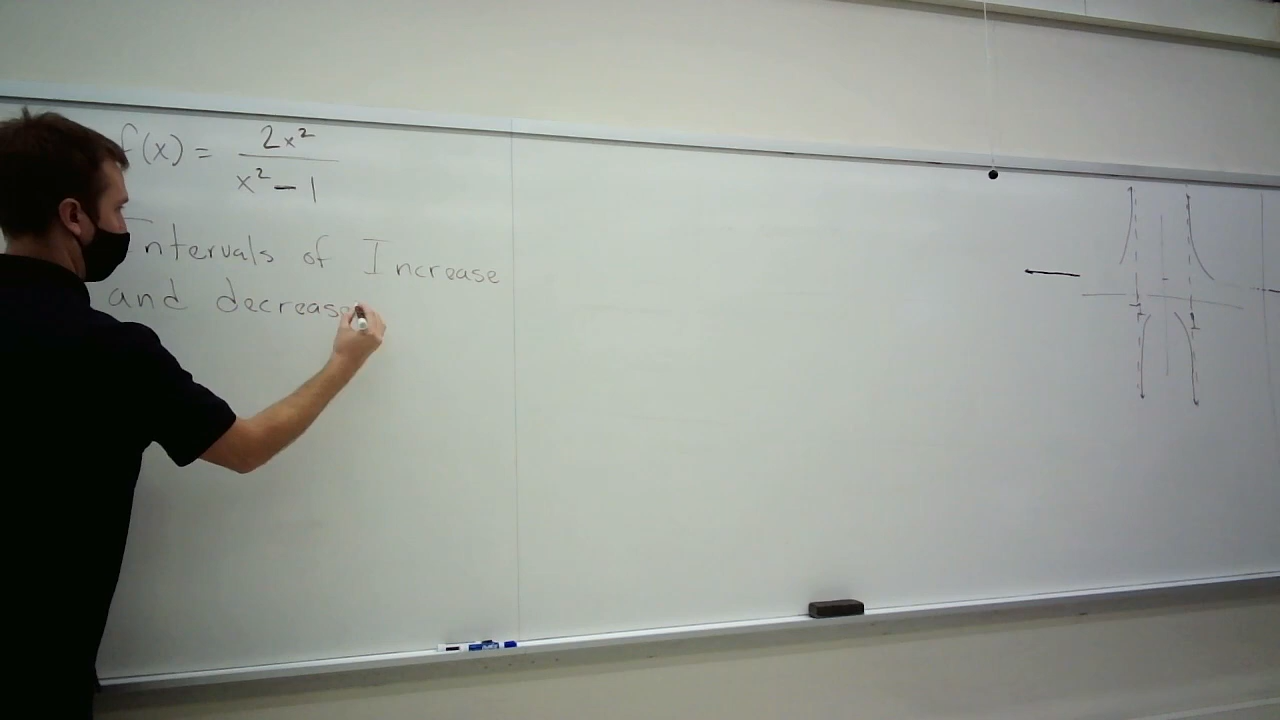 f(x) = 2x² / x² - 1
Intervals of Increase
and decrease